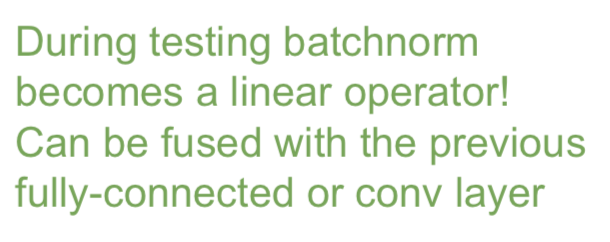 During testing batchnorm
becomes a linear operator!
Can be fused with the previous
fully-connected or conv layer